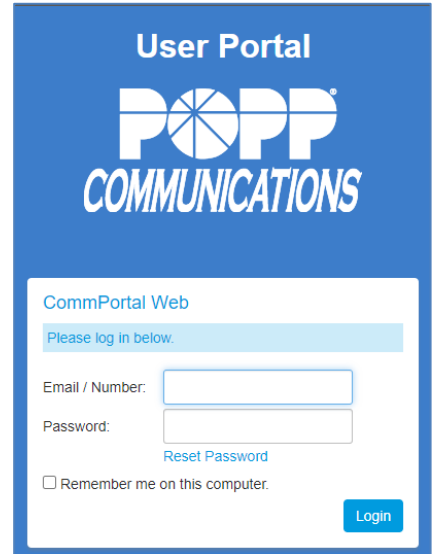 User Portal
POPP®
COMMUNICATIONS
CommPortal Web
Please log in below.
Email / Number:
Password:
Reset Password
Remember me on this computer.
Login